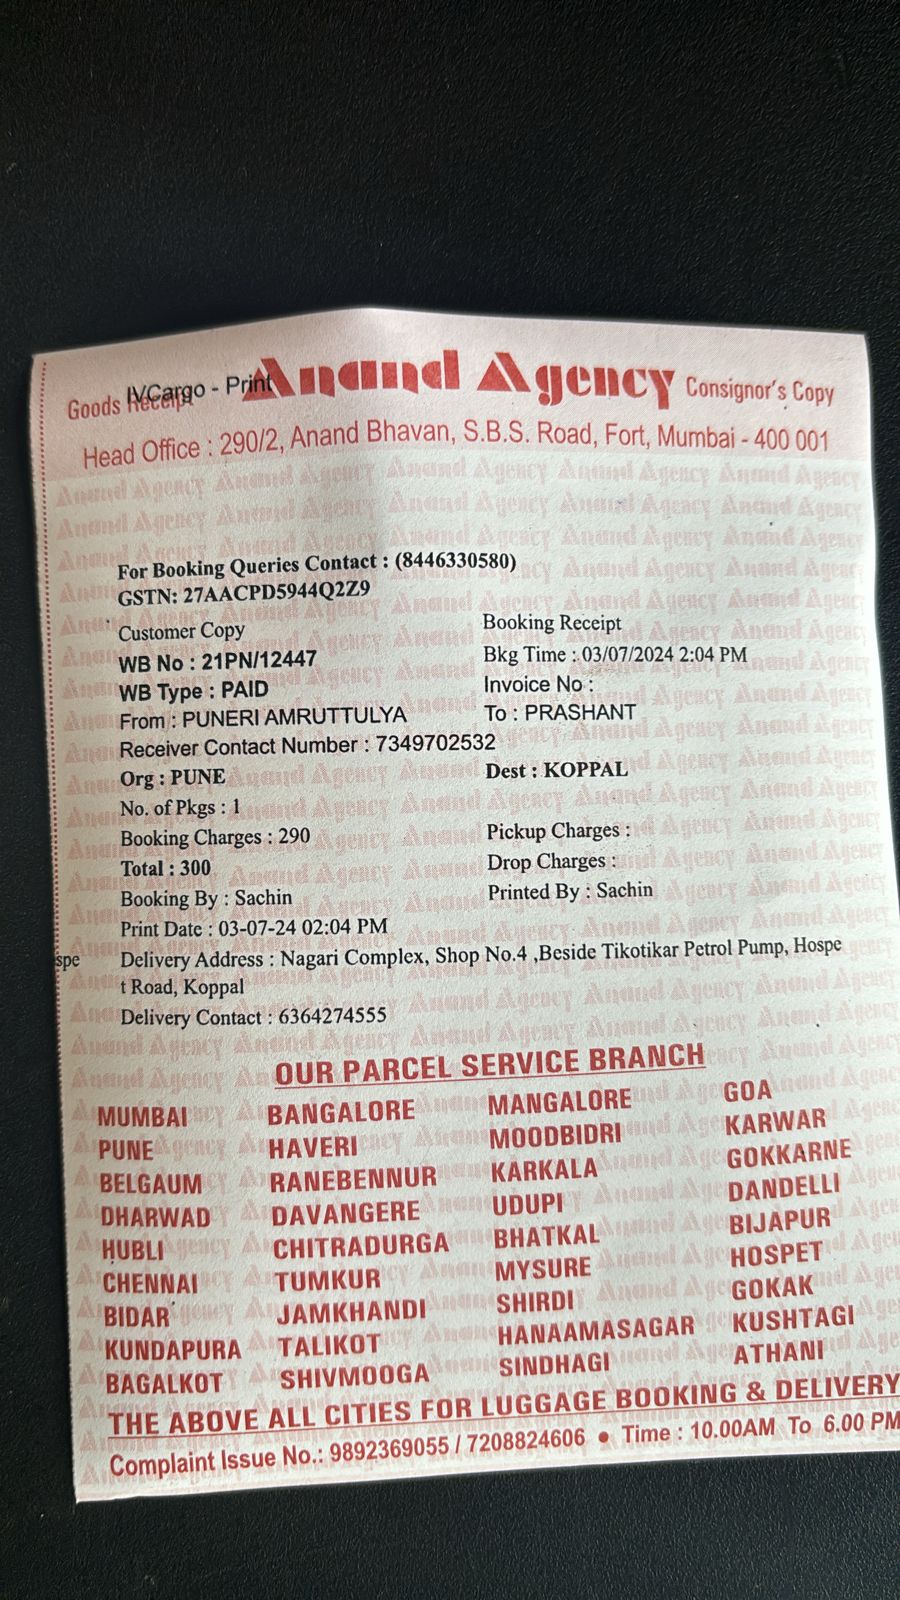 IVCargo - Print
Goods Receipt Anand Agency Consignor's Copy
Head Office : 290/2, Anand Bhavan, S.B.S. Road, Fort, Mumbai - 400 001
For Booking Queries Contact : (8446330580)
GSTN: 27AACPD5944Q2Z9
Customer Copy Booking Receipt
WB No : 21PN/12447 Bkg Time : 03/07/2024 2:04 PM
WB Type : PAID Invoice No :
From : PUNERI AMRUTTULYA To : PRASHANT
Receiver Contact Number : 7349702532
Org : PUNE Dest : KOPPAL
No. of Pkgs : 1
Booking Charges : 290 Pickup Charges :
Total : 300 Drop Charges :
Booking By : Sachin Printed By : Sachin
Print Date : 03-07-24 02:04 PM
spe Delivery Address : Nagari Complex, Shop No.4 ,Beside Tikotikar Petrol Pump, Hospe
t Road, Koppal
Delivery Contact : 6364274555
OUR PARCEL SERVICE BRANCH
MUMBAI BANGALORE MANGALORE GOA
PUNE HAVERI MOODBIDRI KARWAR
BELGAUM RANEBENNUR KARKALA GOKKARNE
DHARWAD DAVANGERE UDUPI DANDELLI
HUBLI CHITRADURGA BHATKAL BIJAPUR
CHENNAI TUMKUR MYSURE HOSPET
BIDAR JAMKHANDI SHIRDI GOKAK
KUNDAPURA TALIKOT HANAAMASAGAR KUSHTAGI
BAGALKOT SHIVMOOGA SINDHAGI ATHANI
THE ABOVE ALL CITIES FOR LUGGAGE BOOKING & DELIVERY
Complaint Issue No.: 9892369055 / 7208824606 • Time : 10.00AM To 6.00 PM